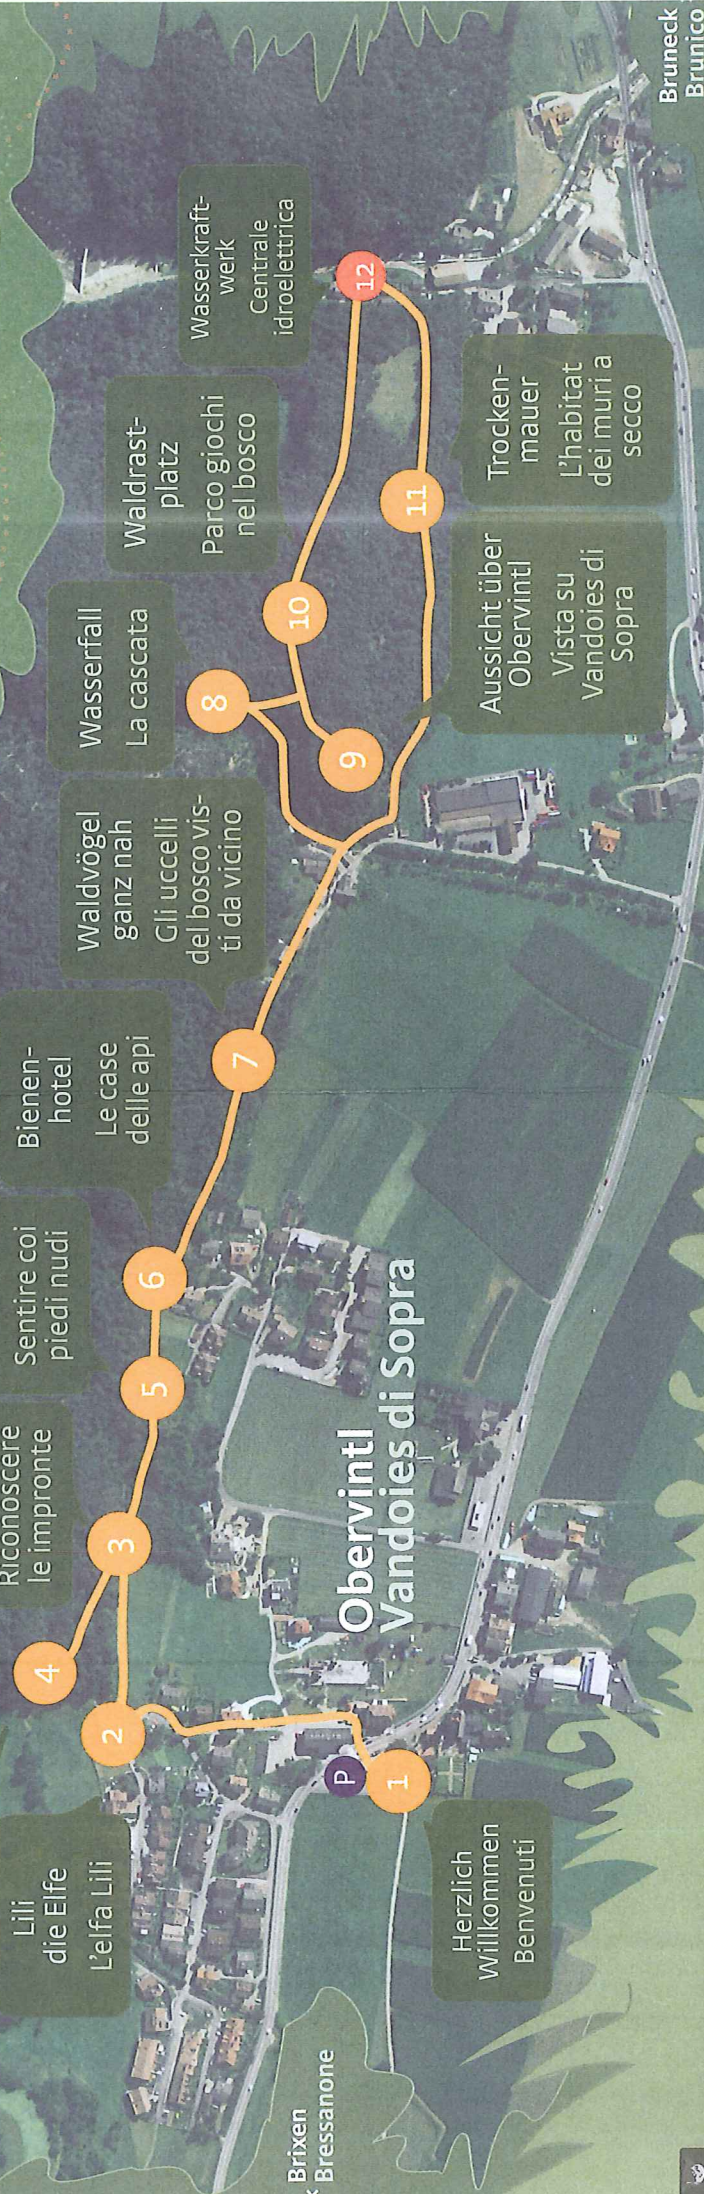 Riconoscere
le impronte
Sentire coi
piedi nudi
Bienen-
hotel
Le case
delle api
Waldvögel
ganz nah
Gli uccelli
del bosco vis-
ti da vicino
Wasserfall
La cascata
Waldrast-
platz
Parco giochi
nel bosco
Wasserkraft-
werk
Centrale
idroelettrica
Lili
die Elfe
L'elfa Lili
4
2
3
5
6
7
8
9
10
11
12
P
1
Obervintl
Vandoies di Sopra
Aussicht über
Obervintl
Vista su
Vandoies di
Sopra
Trocken-
mauer
L'habitat
dei muri a
secco
Herzlich
Willkommen
Benvenuti
Brixen
Bressanone
Bruneck
Brunico